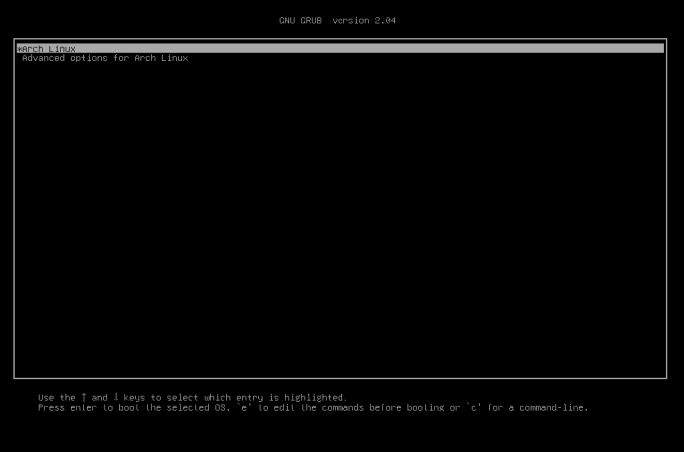 GNU GRUB  version 2.04
*Arch Linux
Advanced options for Arch Linux
Use the ↑ and ↓ keys to select which entry is highlighted.
Press enter to boot the selected OS, `e' to edit the commands before booting or `c' for a command-line.